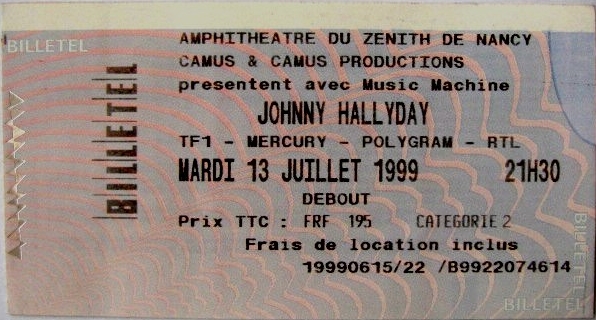 BILLETEL
BILLETEL
AMPHITHEATRE DU ZENITH DE NANCY
CAMUS & CAMUS PRODUCTIONS
presentent avec Music Machine
JOHNNY HALLYDAY
TF1 - MERCURY - POLYGRAM - RTL
MARDI 13 JUILLET 1999 21H30
DEBOUT
Prix TTC : FRF 195 CATEGORIE 2
Frais de location inclus
19990615/22 /B9922074614
BILLETEL
BILLETEL